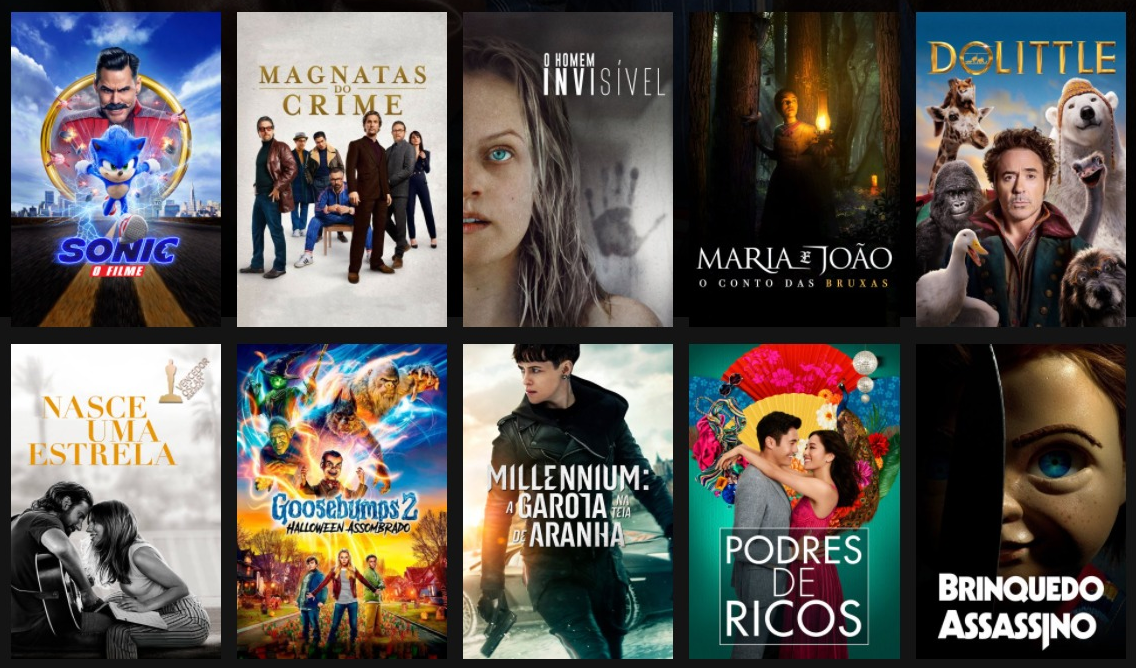 SONIC
O FILME
MAGNATAS
DO
CRIME
O HOMEM
INVISÍVEL
MARIA E JOÃO
O CONTO DAS BRUXAS
DOLITTLE
NASCE
UMA
ESTRELA
Goosebumps 2
HALLOWEEN ASSOMBRADO
MILLENNIUM:
A GAROTA NA
TEIA
DE ARANHA
PODRES
DE
RICOS
BRINQUEDO
ASSASSINO